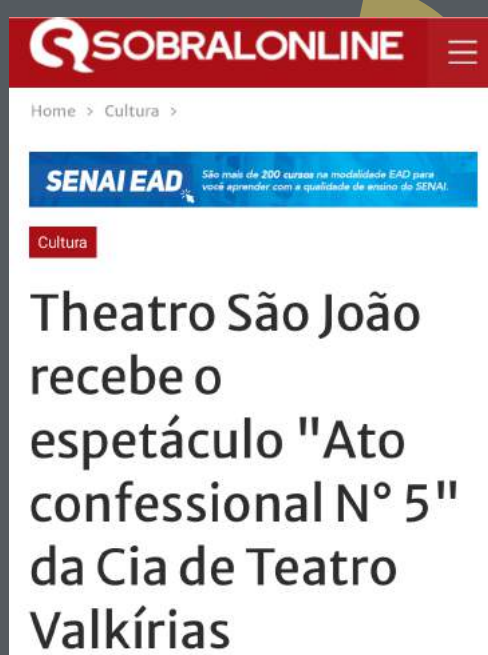 SOBRALONLINE
Home > Cultura >
SENAI EAD
São mais de 200 cursos na modalidade EAD para
você aprender com a qualidade de ensino do SENAI.
Cultura
Theatro São João
recebe o
espetáculo "Ato
confessional N° 5"
da Cia de Teatro
Valkírias